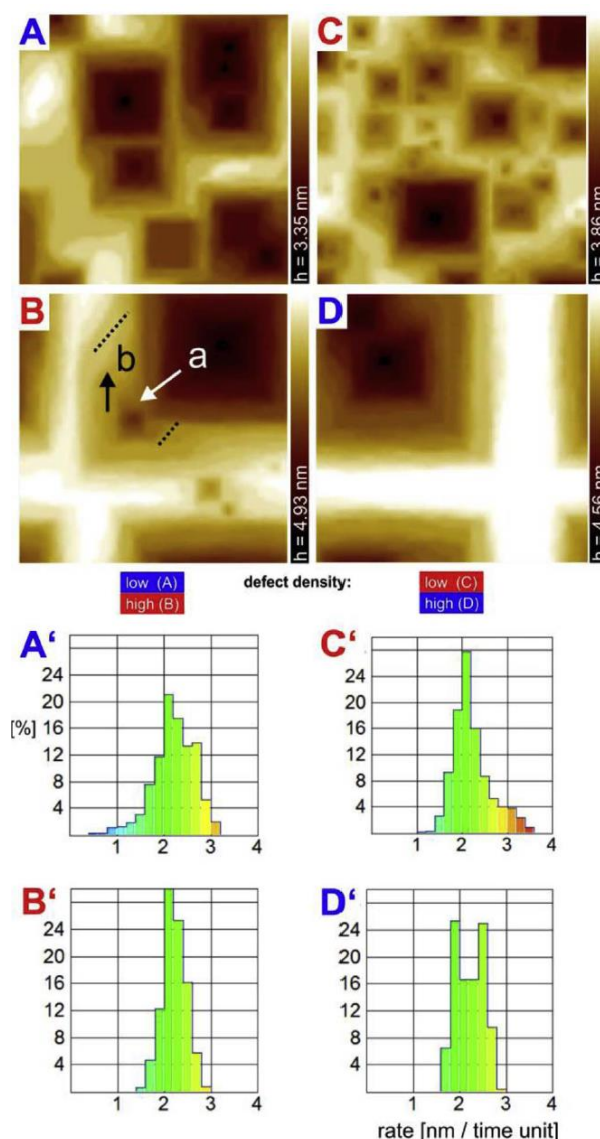 A
h = 3.35 nm
C
h = 3.86 nm
B
b
a
h = 4.93 nm
D
h = 4.56 nm
low (A)
high (B)
defect density:
low (C)
high (D)
A‘
[%]
24
20
16
12
8
4
1 2 3 4
C‘
24
20
16
12
8
4
1 2 3 4
B‘
24
20
16
12
8
4
1 2 3 4
D‘
24
20
16
12
8
4
1 2 3 4
rate [nm / time unit]